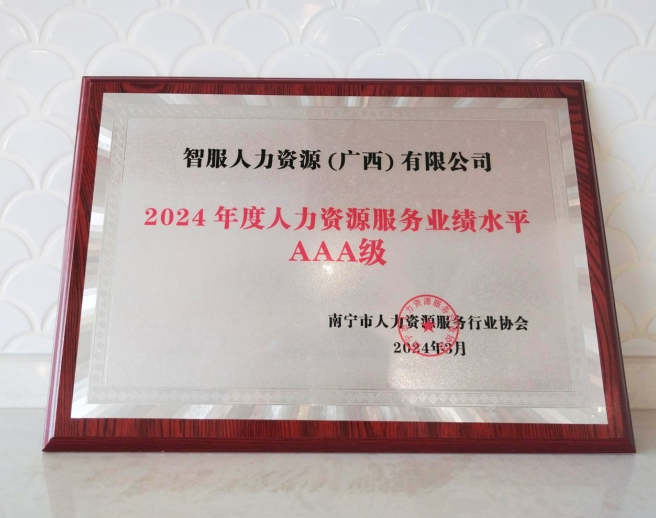 智服人力资源(广西)有限公司
2024年度人力资源服务业绩水平
AAA级
南宁市人力资源服务行业协会
2024年3月